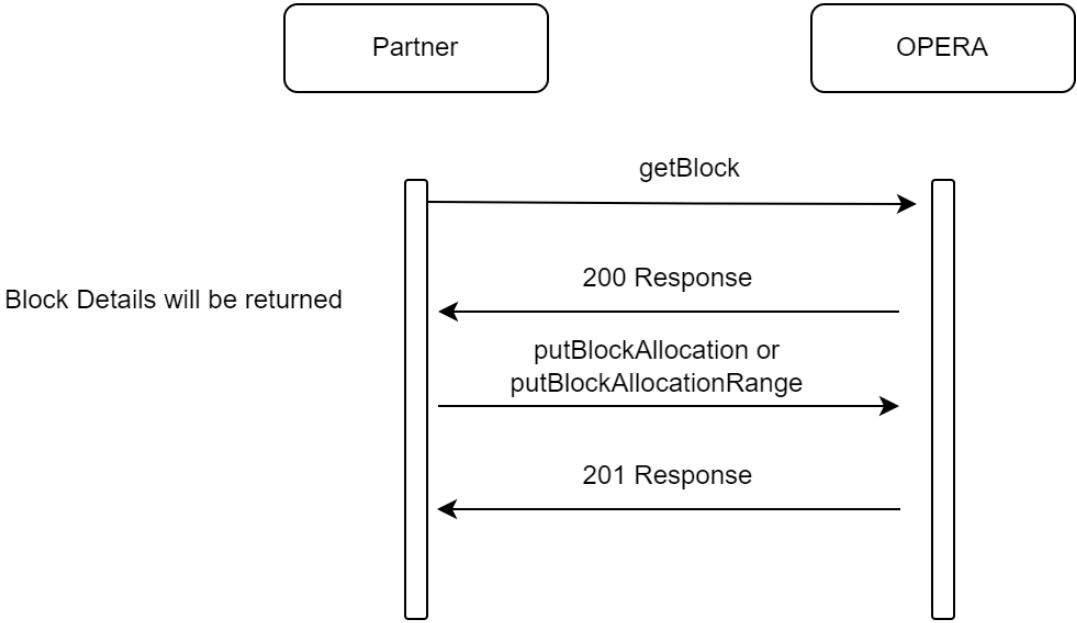 Partner
OPERA
getBlock
200 Response
Block Details will be returned
putBlockAllocation or
putBlockAllocationRange
201 Response